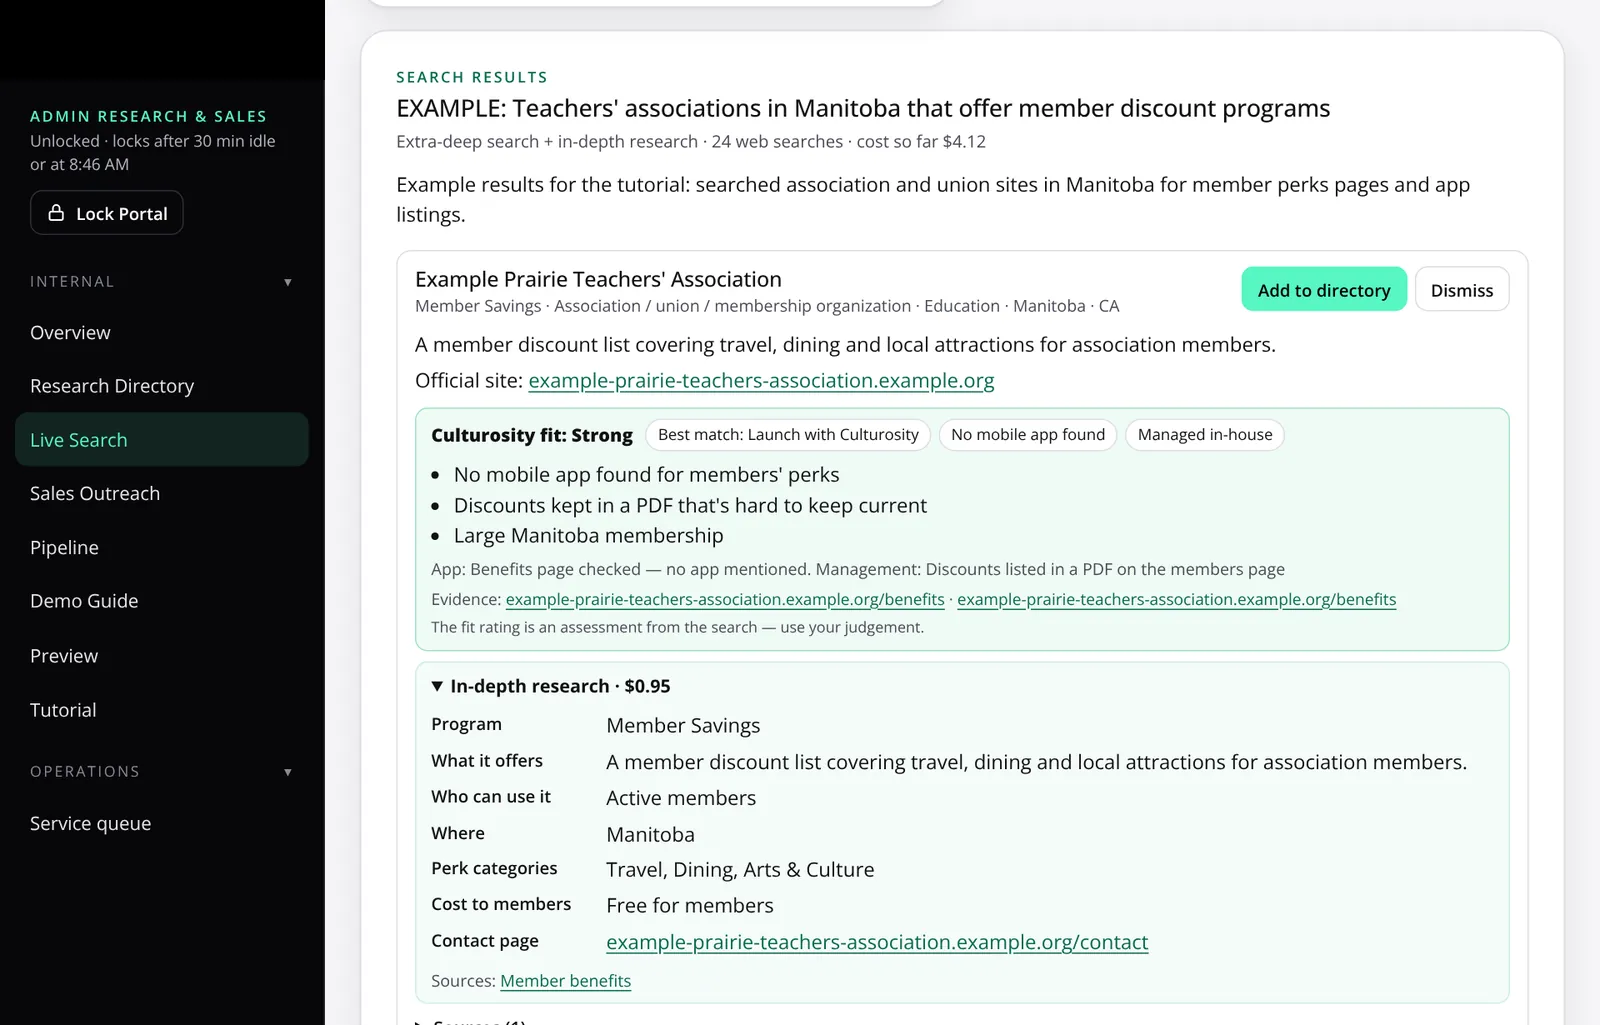 ADMIN RESEARCH & SALES
Unlocked · locks after 30 min idle
or at 8:46 AM
Lock Portal
INTERNAL ▼
Overview
Research Directory
Live Search
Sales Outreach
Pipeline
Demo Guide
Preview
Tutorial
OPERATIONS ▼
Service queue
SEARCH RESULTS
EXAMPLE: Teachers' associations in Manitoba that offer member discount programs
Extra-deep search + in-depth research · 24 web searches · cost so far $4.12
Example results for the tutorial: searched association and union sites in Manitoba for member perks pages and app
listings.
Example Prairie Teachers' Association
Member Savings · Association / union / membership organization · Education · Manitoba · CA
Add to directory
Dismiss
A member discount list covering travel, dining and local attractions for association members.
Official site: example-prairie-teachers-association.example.org
Culturosity fit: Strong Best match: Launch with Culturosity No mobile app found Managed in-house
• No mobile app found for members' perks
• Discounts kept in a PDF that's hard to keep current
• Large Manitoba membership
App: Benefits page checked — no app mentioned. Management: Discounts listed in a PDF on the members page
Evidence: example-prairie-teachers-association.example.org/benefits · example-prairie-teachers-association.example.org/benefits
The fit rating is an assessment from the search — use your judgement.
▼ In-depth research · $0.95
Program Member Savings
What it offers A member discount list covering travel, dining and local attractions for association members.
Who can use it Active members
Where Manitoba
Perk categories Travel, Dining, Arts & Culture
Cost to members Free for members
Contact page example-prairie-teachers-association.example.org/contact
Sources: Member benefits
Sources (1)